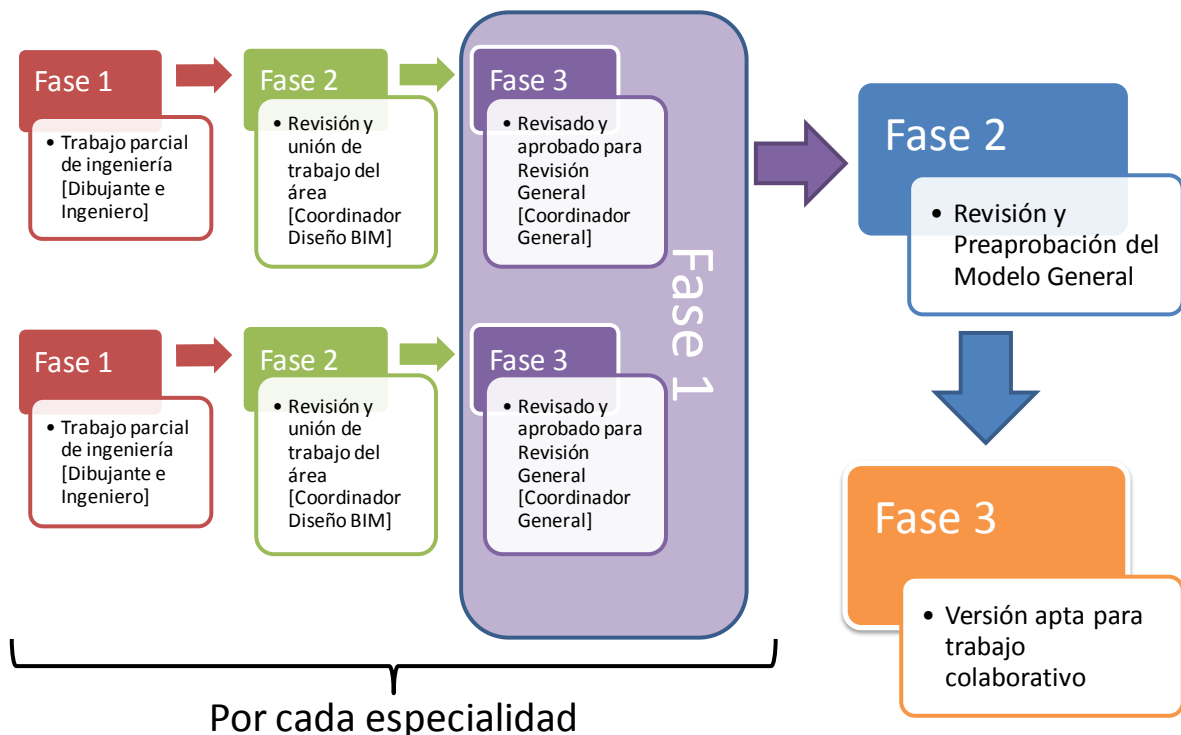 Fase 1
• Trabajo parcial
de ingeniería
[Dibujante e
Ingeniero]
Fase 2
• Revisión y
unión de
trabajo del
área
[Coordinador
Diseño BIM]
Fase 3
• Revisado y
aprobado para
Revisión
General
[Coordinador
General]
Fase 1
• Trabajo parcial
de ingeniería
[Dibujante e
Ingeniero]
Fase 2
• Revisión y
unión de
trabajo del
área
[Coordinador
Diseño BIM]
Fase 3
• Revisado y
aprobado para
Revisión
General
[Coordinador
General]
Fase 1
Fase 2
• Revisión y
Preaprobación del
Modelo General
Fase 3
• Versión apta para
trabajo
colaborativo
Por cada especialidad